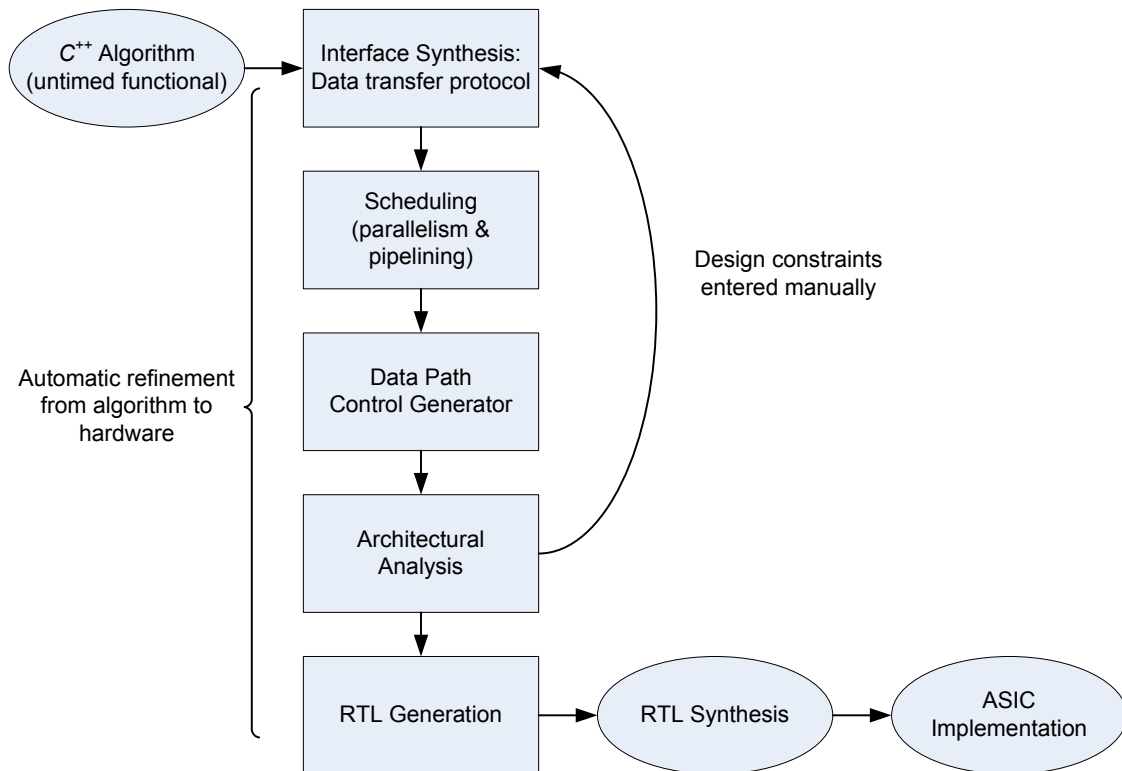 C++ Algorithm
(untimed functional)
Interface Synthesis:
Data transfer protocol
Scheduling
(parallelism &
pipelining)
Design constraints
entered manually
Data Path
Control Generator
Automatic refinement
from algorithm to
hardware
Architectural
Analysis
RTL Generation
RTL Synthesis
ASIC
Implementation